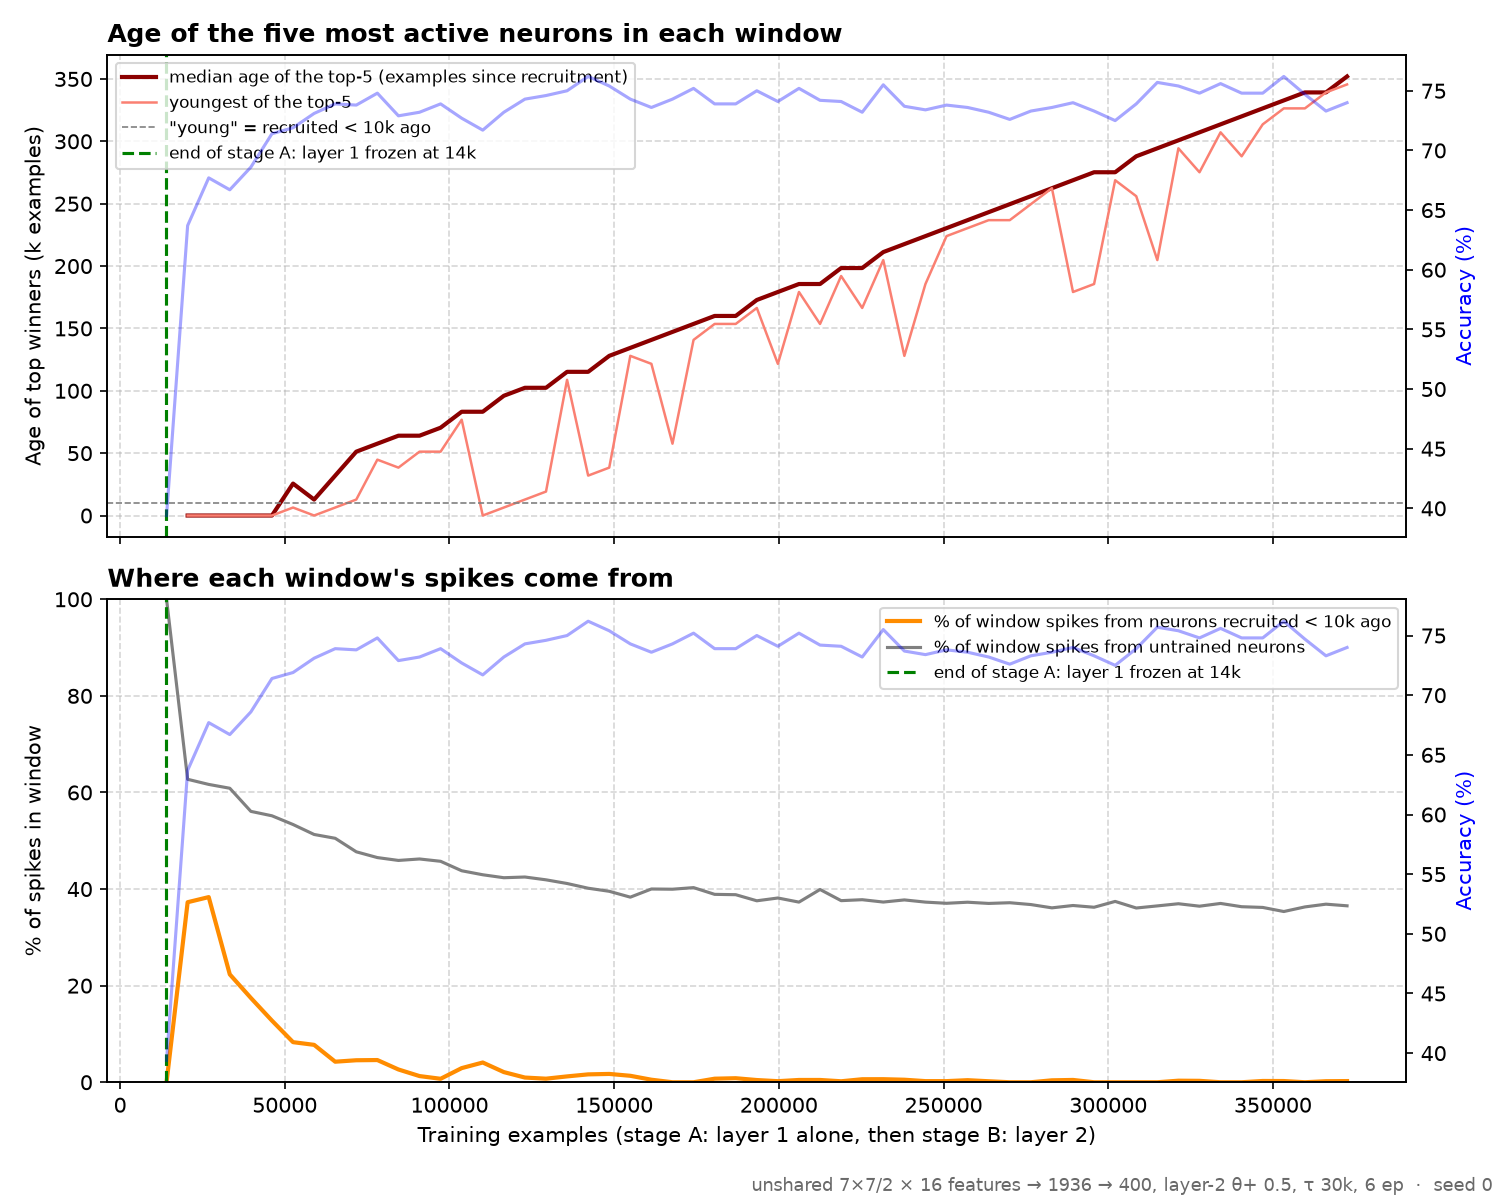 Age of the five most active neurons in each window
median age of the top-5 (examples since recruitment)
youngest of the top-5
"young" = recruited < 10k ago
end of stage A: layer 1 frozen at 14k
Age of top winners (k examples)
350
300
250
200
150
100
50
0
75
70
65
60
55
50
45
40
Accuracy (%)
Where each window's spikes come from
% of window spikes from neurons recruited < 10k ago
% of window spikes from untrained neurons
end of stage A: layer 1 frozen at 14k
% of spikes in window
100
80
60
40
20
0
75
70
65
60
55
50
45
40
Accuracy (%)
0 50000 100000 150000 200000 250000 300000 350000
Training examples (stage A: layer 1 alone, then stage B: layer 2)
unshared 7×7/2 × 16 features → 1936 → 400, layer-2 θ+ 0.5, τ 30k, 6 ep · seed 0